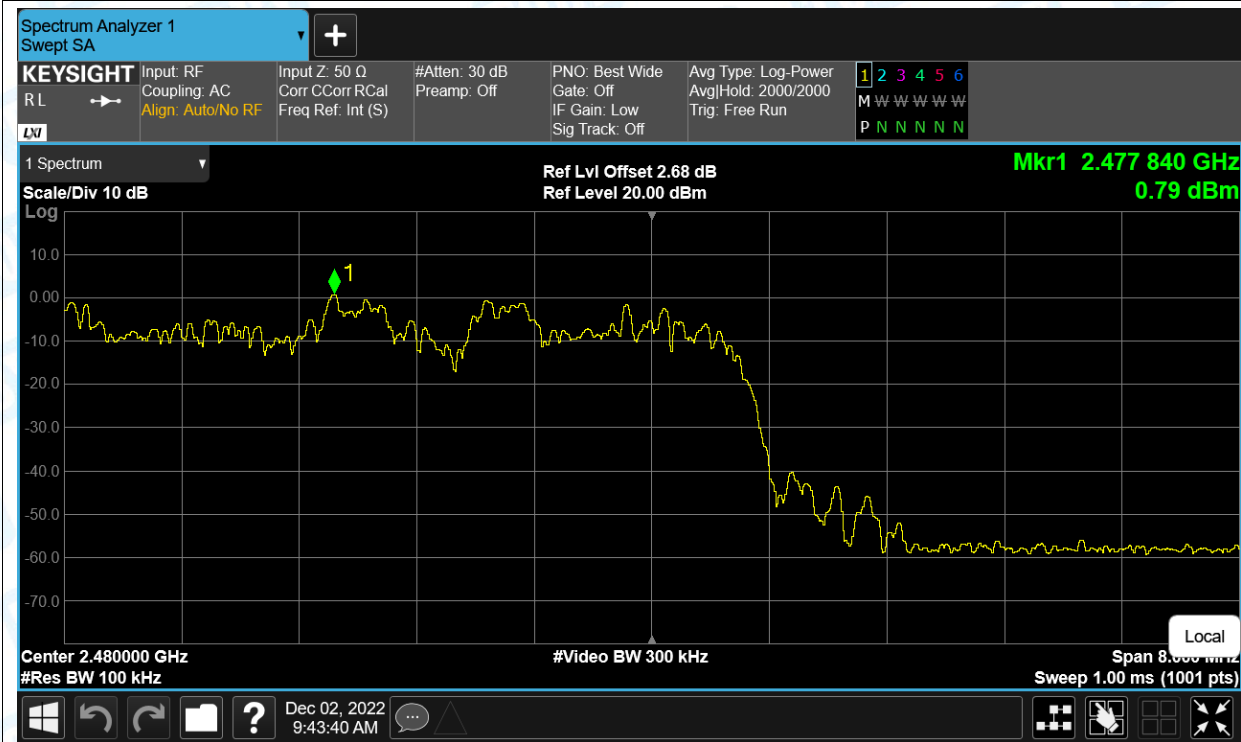 Spectrum Analyzer 1
Swept SA
KEYSIGHT
R L
LXI
Input: RF
Coupling: AC
Align: Auto/No RF
Input Z: 50 Ω
Corr CCorr RCal
Freq Ref: Int (S)
#Atten: 30 dB
Preamp: Off
PNO: Best Wide
Gate: Off
IF Gain: Low
Sig Track: Off
Avg Type: Log-Power
Avg|Hold: 2000/2000
Trig: Free Run
1 2 3 4 5 6
M W W W W W
P N N N N N
1 Spectrum
Scale/Div 10 dB
Log
Ref Lvl Offset 2.68 dB
Ref Level 20.00 dBm
Mkr1 2.477 840 GHz
0.79 dBm
10.0
1
0.00
-10.0
-20.0
-30.0
-40.0
-50.0
-60.0
-70.0
Local
Center 2.480000 GHz
#Video BW 300 kHz
Span 8.000 MHz
#Res BW 100 kHz
Sweep 1.00 ms (1001 pts)
?
Dec 02, 2022
9:43:40 AM